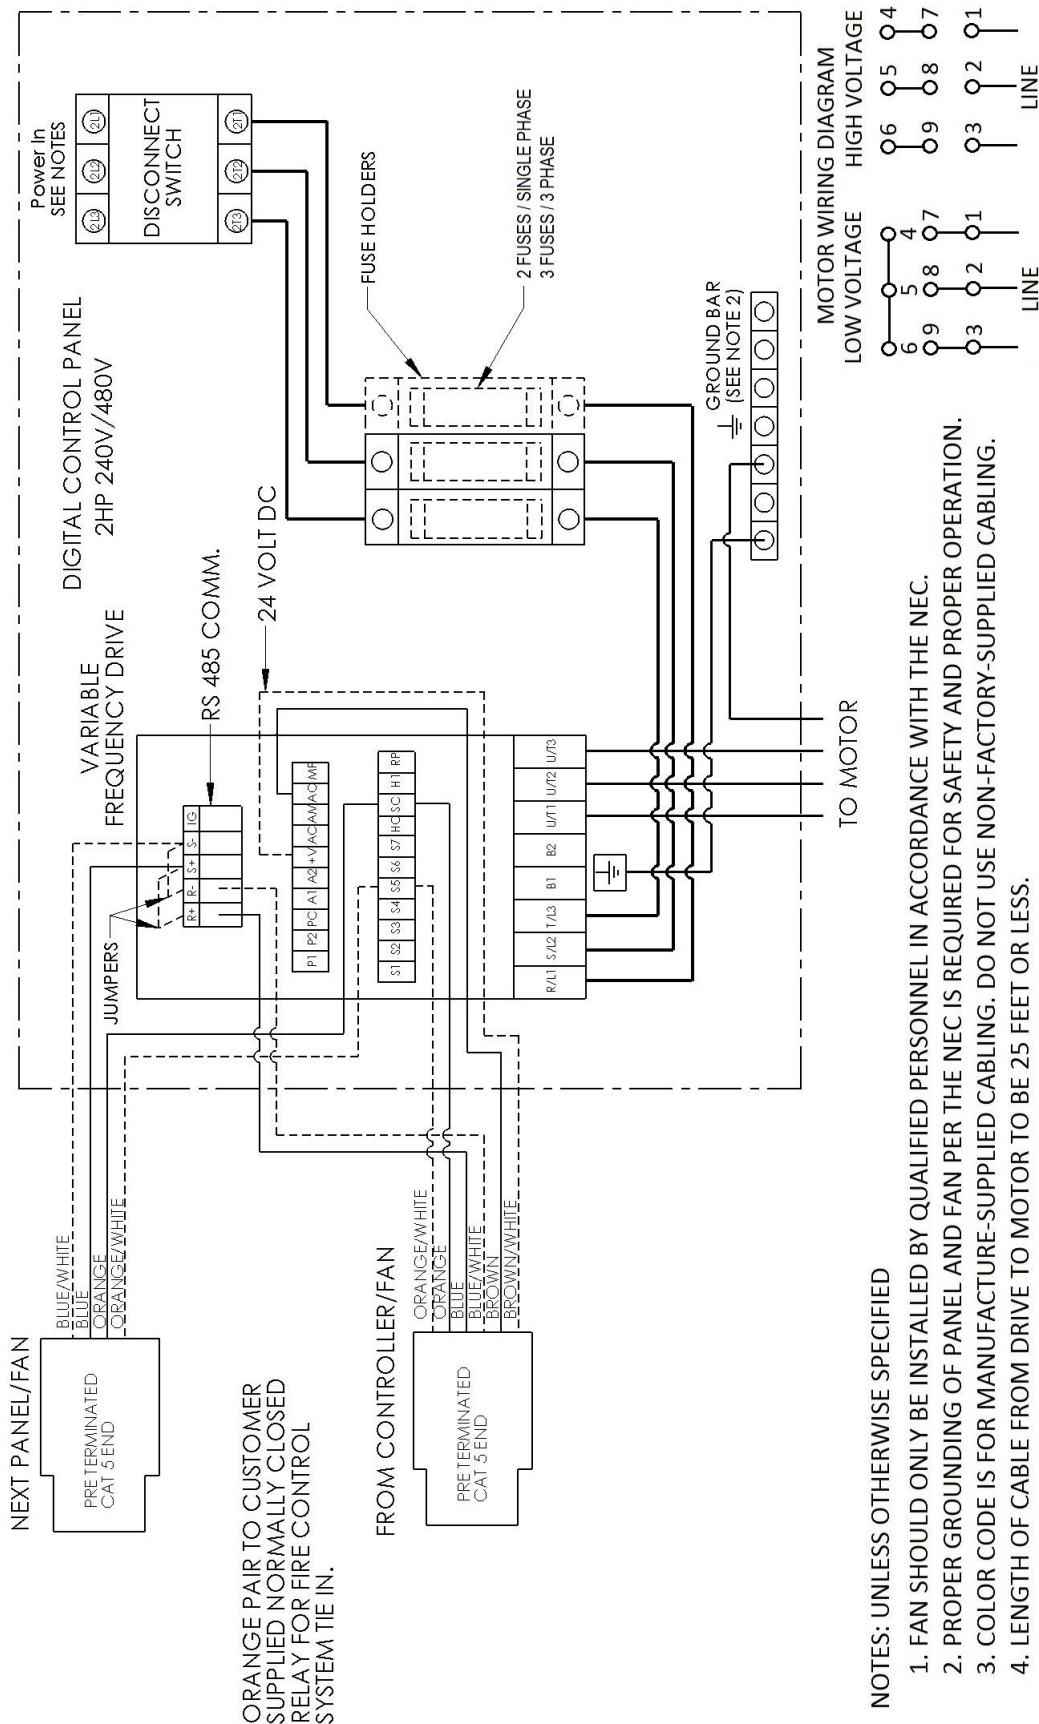 DIGITAL CONTROL PANEL
2HP 240V/480V
Power In
SEE NOTES
2L3 2L2 2L1
DISCONNECT
SWITCH
2T3 2T2 2T1
VARIABLE
FREQUENCY DRIVE
JUMPERS
R+ R- S+ S- IG
RS 485 COMM.
24 VOLT DC
P1 P2 PC A1 A2 +V AC AM AC MP
S1 S2 S3 S4 S5 S6 S7 HC SC H1 RP
R/L1 S/L2 T/L3 B1 B2 U/T1 U/T2 U/T3
FUSE HOLDERS
2 FUSES / SINGLE PHASE
3 FUSES / 3 PHASE
GROUND BAR
(SEE NOTE 2)
TO MOTOR
NEXT PANEL/FAN
PRETERMINATED
CAT 5 END
BLUE/WHITE
BLUE
ORANGE
ORANGE/WHITE
ORANGE PAIR TO CUSTOMER
SUPPLIED NORMALLY CLOSED
RELAY FOR FIRE CONTROL
SYSTEM TIE IN.
FROM CONTROLLER/FAN
PRETERMINATED
CAT 5 END
ORANGE/WHITE
ORANGE
BLUE
BLUE/WHITE
BROWN
BROWN/WHITE
MOTOR WIRING DIAGRAM
LOW VOLTAGE
6 5 4
9 8 7
3 2 1
LINE
HIGH VOLTAGE
6 5 4
9 8 7
3 2 1
LINE
NOTES: UNLESS OTHERWISE SPECIFIED
1. FAN SHOULD ONLY BE INSTALLED BY QUALIFIED PERSONNEL IN ACCORDANCE WITH THE NEC.
2. PROPER GROUNDING OF PANEL AND FAN PER THE NEC IS REQUIRED FOR SAFETY AND PROPER OPERATION.
3. COLOR CODE IS FOR MANUFACTURE-SUPPLIED CABLING. DO NOT USE NON-FACTORY-SUPPLIED CABLING.
4. LENGTH OF CABLE FROM DRIVE TO MOTOR TO BE 25 FEET OR LESS.